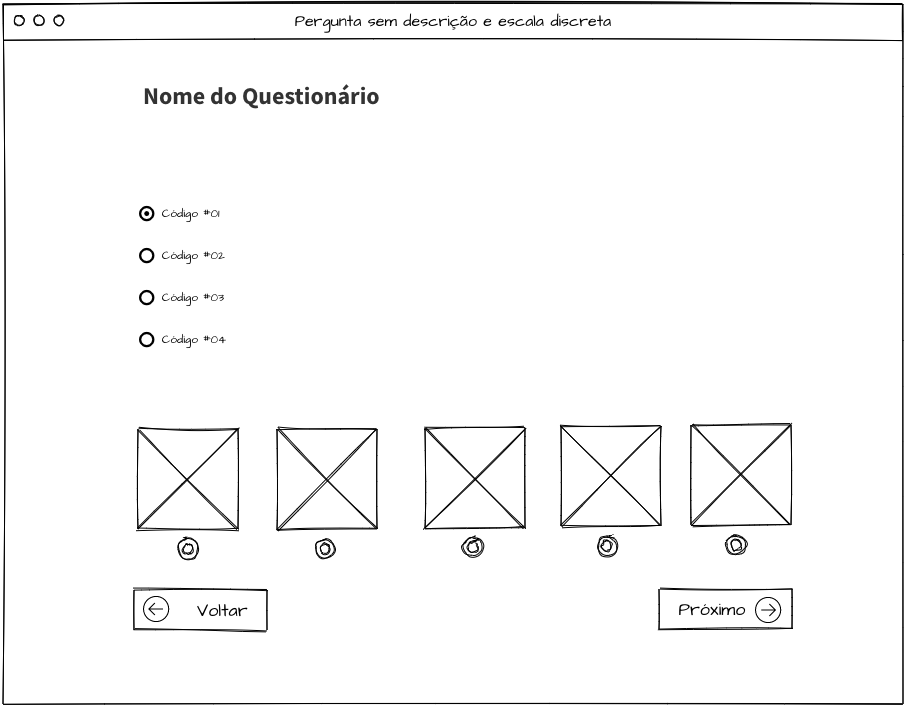 Pergunta sem descrição e escala discreta
Nome do Questionário
Código #01
Código #02
Código #03
Código #04
Voltar
Próximo